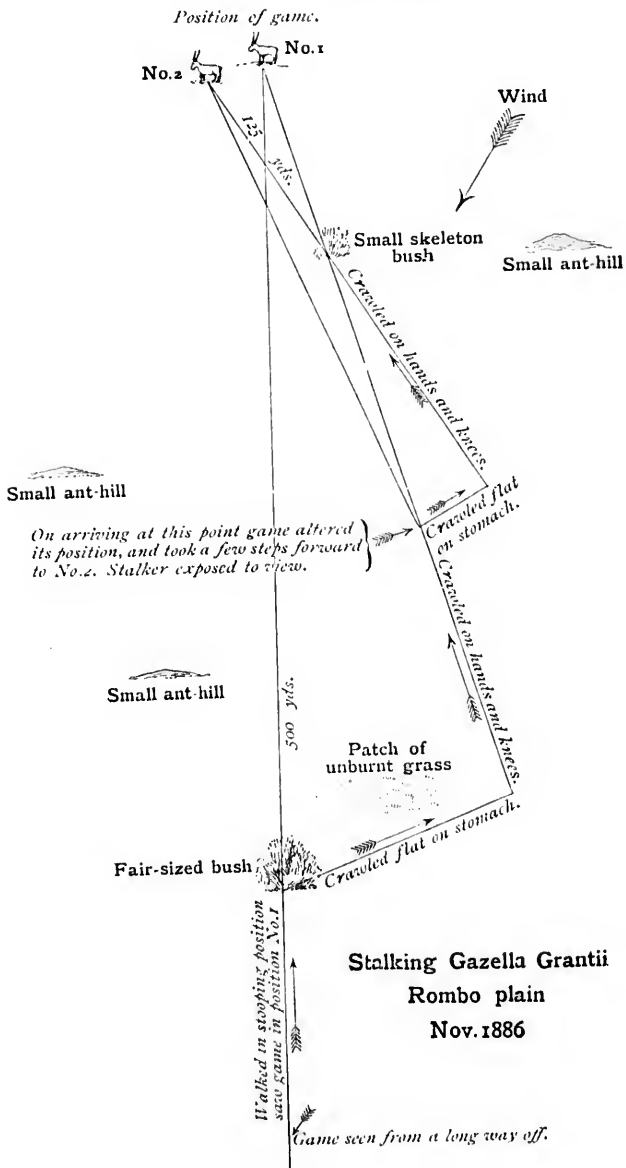 Position of game.
No.1
No.2
Wind
125 yds.
Small skeleton
bush
Small ant-hill
Crawled on hands and knees.
Small ant-hill
Crawled flat
on stomach.
On arriving at this point game altered
its position, and took a few steps forward
to No.2. Stalker exposed to view.
Crawled on hands and knees.
Small ant-hill
500 yds.
Patch of
unburnt grass
Fair-sized bush
Crawled flat on stomach.
Walked in stooping position
saw game in position No.1
Stalking Gazella Grantii
Rombo plain
Nov. 1886
Game seen from a long way off.